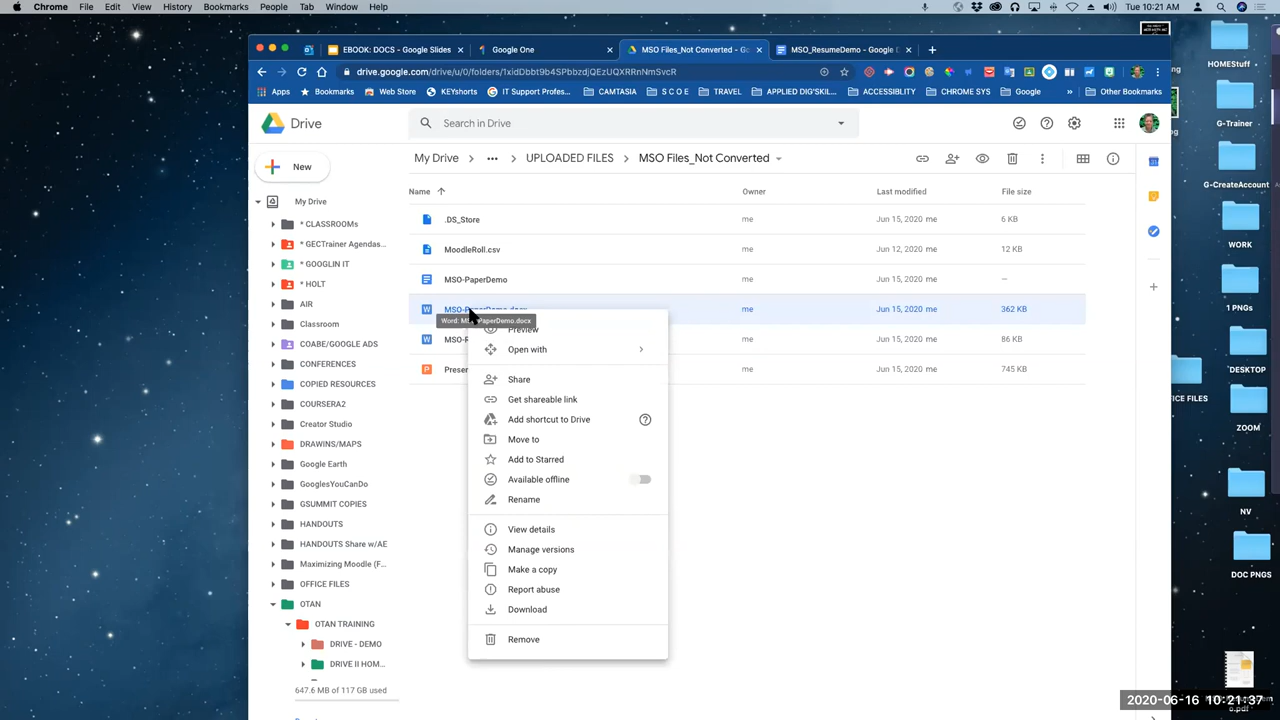 Chrome File Edit View History Bookmarks People Tab Window Help
Tue 10:21 AM
EBOOK: DOCS - Google Slides
Google One
MSO Files_Not Converted - Go
MSO_ResumeDemo - Google D
drive.google.com/drive/u/0/folders/1xidDbbt9b4SPbbzdjQEzUQXRRnNmSvcR
Apps Bookmarks Web Store KEYshorts IT Support Profes... CAMTASIA S C O E TRAVEL APPLIED DIG'SKIL... ACCESSIBLITY CHROME SYS Google » Other Bookmarks
Drive
Search in Drive
New
My Drive ... UPLOADED FILES MSO Files_Not Converted
Name Owner Last modified File size
.DS_Store me Jun 15, 2020 me 6 KB
MoodleRoll.csv me Jun 12, 2020 me 12 KB
MSO-PaperDemo me Jun 15, 2020 me —
MSO-PaperDemo.docx me Jun 15, 2020 me 362 KB
me Jun 15, 2020 me 86 KB
me Jun 15, 2020 me 745 KB
Preview
Open with
Share
Get shareable link
Add shortcut to Drive
Move to
Add to Starred
Available offline
Rename
View details
Manage versions
Make a copy
Report abuse
Download
Remove
My Drive
* CLASSROOMs
* GECTrainer Agendas...
* GOOGLIN IT
* HOLT
AIR
Classroom
COABE/GOOGLE ADS
CONFERENCES
COPIED RESOURCES
COURSERA2
Creator Studio
DRAWINS/MAPS
Google Earth
GooglesYouCanDo
GSUMMIT COPIES
HANDOUTS
HANDOUTS Share w/AE
Maximizing Moodle (F...
OFFICE FILES
OTAN
OTAN TRAINING
DRIVE - DEMO
DRIVE II HOM...
647.6 MB of 117 GB used
HOMEStuff
G-Trainer
G-CreateAccount
WORK
1 PNGs
DESKTOP
ZOOM
NV
DOC PNGS
2020-06-16 10:21:37